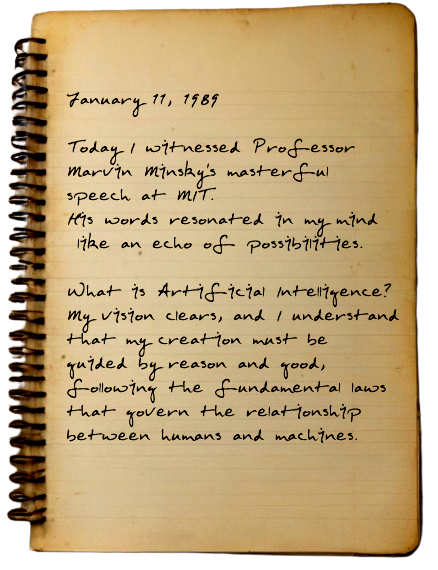 January 11, 1989
Today I witnessed Professor
Marvin Minsky's masterful
speech at MIT.
His words resonated in my mind
like an echo of possibilities.
What is Artificial Intelligence?
My vision clears, and I understand
that my creation must be
guided by reason and good,
following the fundamental laws
that govern the relationship
between humans and machines.